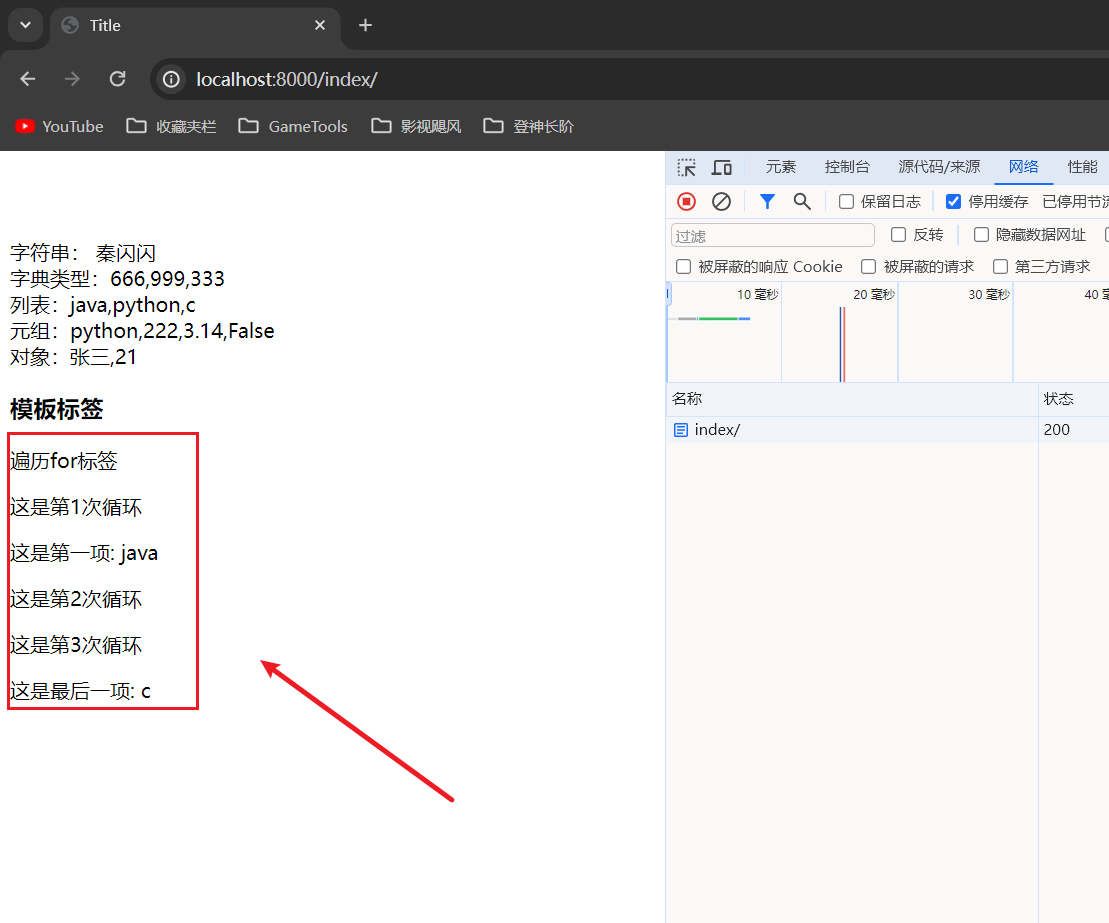 Title
localhost:8000/index/
YouTube 收藏夹栏 GameTools 影视飓风 登神长阶
字符串： 秦闪闪
字典类型：666,999,333
列表：java,python,c
元组：python,222,3.14,False
对象：张三,21
模板标签
遍历for标签
这是第1次循环
这是第一项: java
这是第2次循环
这是第3次循环
这是最后一项: c
元素 控制台 源代码/来源 网络 性能
保留日志 停用缓存 已停用节流
过滤 反转 隐藏数据网址
被屏蔽的响应 Cookie 被屏蔽的请求 第三方请求
10 毫秒 20 毫秒 30 毫秒 40 毫
名称 状态
index/ 200